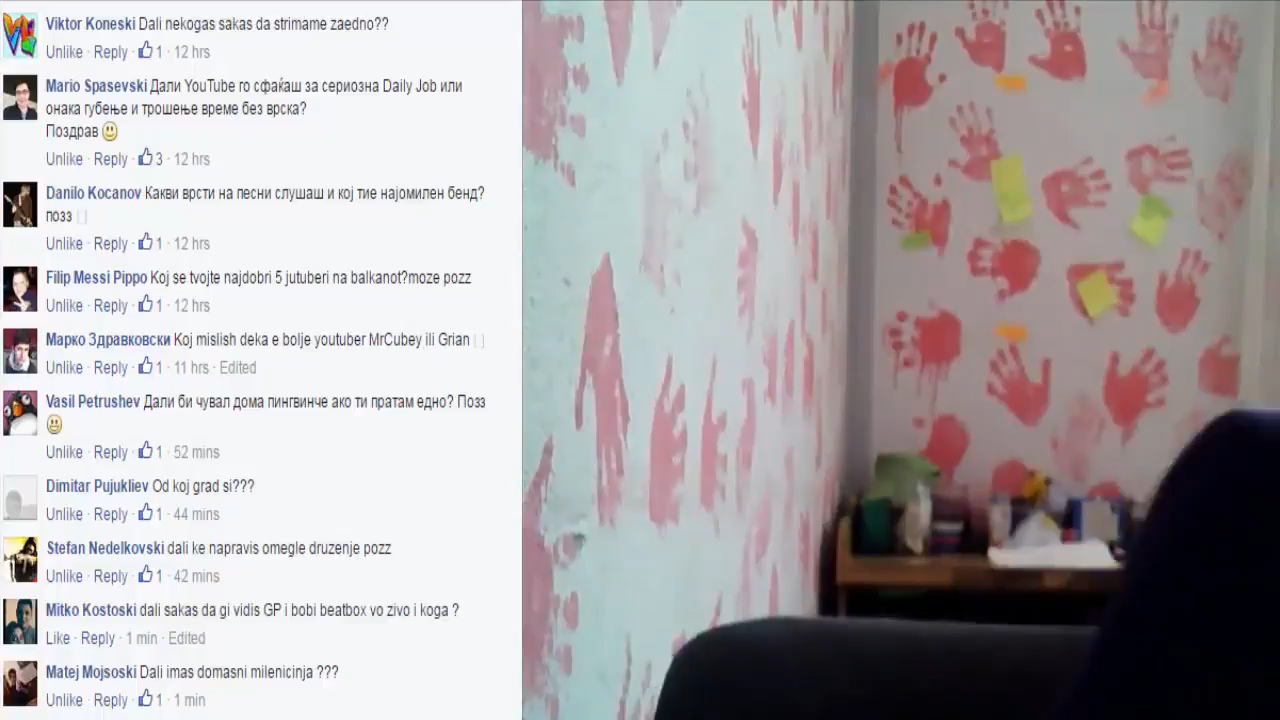 Viktor Koneski Dali nekogas sakas da strimame zaedno??
Unlike · Reply · 1 · 12 hrs
Mario Spasevski Дали YouTube го сфаќаш за сериозна Daily Job или
онака губење и трошење време без врска?
Поздрав
Unlike · Reply · 3 · 12 hrs
Danilo Kocanov Какви врсти на песни слушаш и кој тие најомилен бенд?
позз
Unlike · Reply · 1 · 12 hrs
Filip Messi Pippo Koj se tvojte najdobri 5 jutuberi na balkanot?moze pozz
Unlike · Reply · 1 · 12 hrs
Марко Здравковски Koj mislish deka e bolje youtuber MrCubey ili Grian
Unlike · Reply · 1 · 11 hrs · Edited
Vasil Petrushev Дали би чувал дома пингвинче ако ти пратам едно? Позз
Unlike · Reply · 1 · 52 mins
Dimitar Pujukliev Od koj grad si???
Unlike · Reply · 1 · 44 mins
Stefan Nedelkovski dali ke napravis omegle druzenje pozz
Unlike · Reply · 1 · 42 mins
Mitko Kostoski dali sakas da gi vidis GP i bobi beatbox vo zivo i koga ?
Like · Reply · 1 min · Edited
Matej Mojsoski Dali imas domasni milenicinja ???
Unlike · Reply · 1 · 1 min